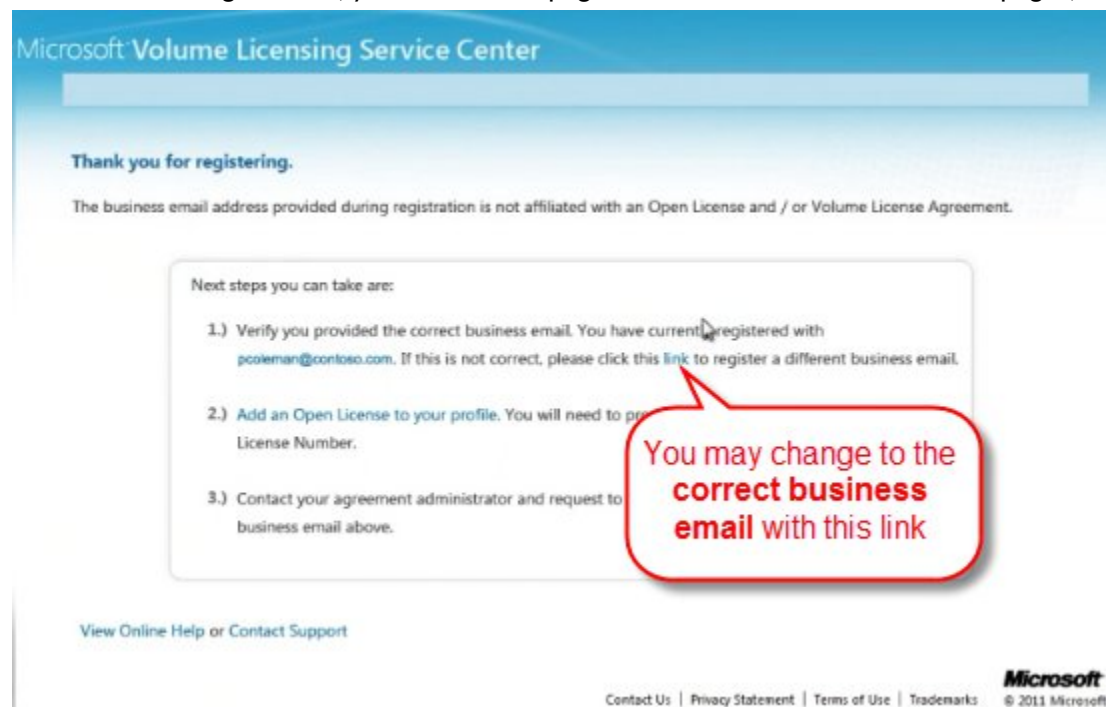 Microsoft Volume Licensing Service Center
Thank you for registering.
The business email address provided during registration is not affiliated with an Open License and / or Volume License Agreement.
Next steps you can take are:
1.) Verify you provided the correct business email. You have currently registered with
pcoleman@contoso.com. If this is not correct, please click this link to register a different business email.
2.) Add an Open License to your profile. You will need to
License Number.
3.) Contact your agreement administrator and request to
business email above.
You may change to the
correct business
email with this link
View Online Help or Contact Support
Microsoft
Contact Us | Privacy Statement | Terms of Use | Trademarks © 2011 Microsoft